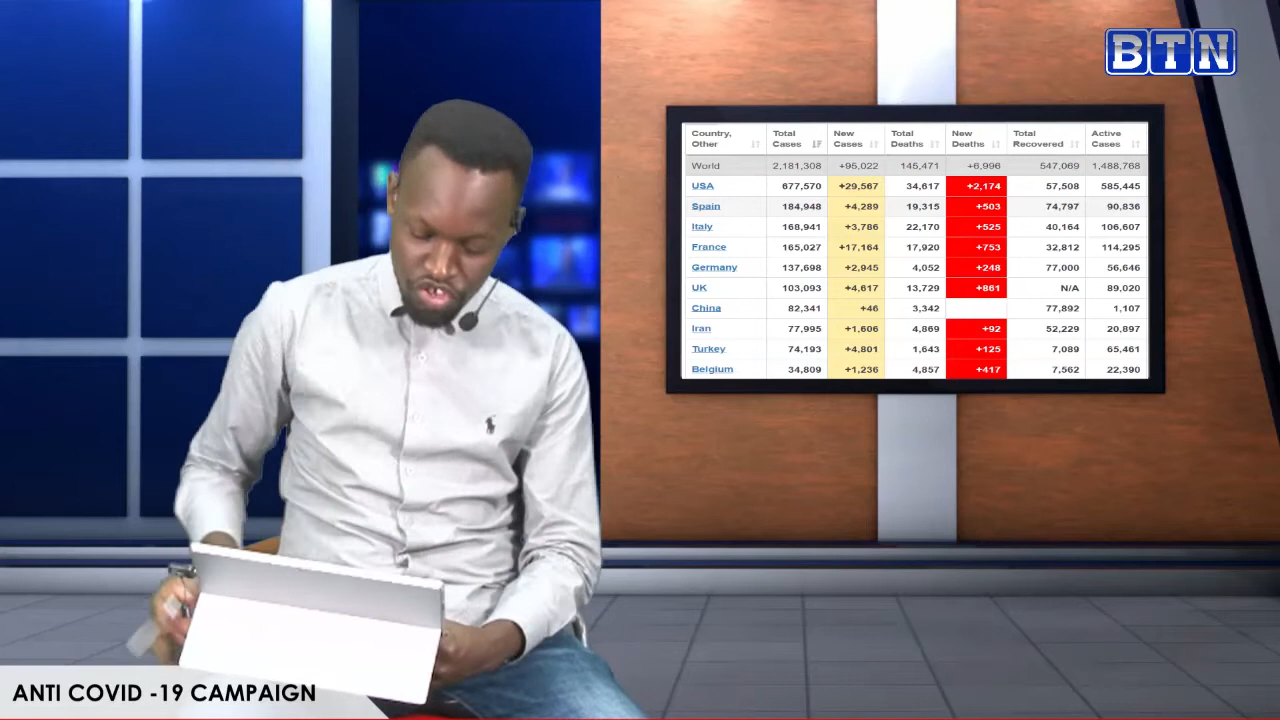 BTN
Country, Other Total Cases New Cases Total Deaths New Deaths Total Recovered Active Cases
World 2,181,308 +95,022 145,471 +6,996 547,069 1,488,768
USA 677,570 +29,567 34,617 +2,174 57,508 585,445
Spain 184,948 +4,289 19,315 +503 74,797 90,836
Italy 168,941 +3,786 22,170 +525 40,164 106,607
France 165,027 +17,164 17,920 +753 32,812 114,295
Germany 137,698 +2,945 4,052 +248 77,000 56,646
UK 103,093 +4,617 13,729 +861 N/A 89,020
China 82,341 +46 3,342 77,892 1,107
Iran 77,995 +1,606 4,869 +92 52,229 20,897
Turkey 74,193 +4,801 1,643 +125 7,089 65,461
Belgium 34,809 +1,236 4,857 +417 7,562 22,390
ANTI COVID -19 CAMPAIGN